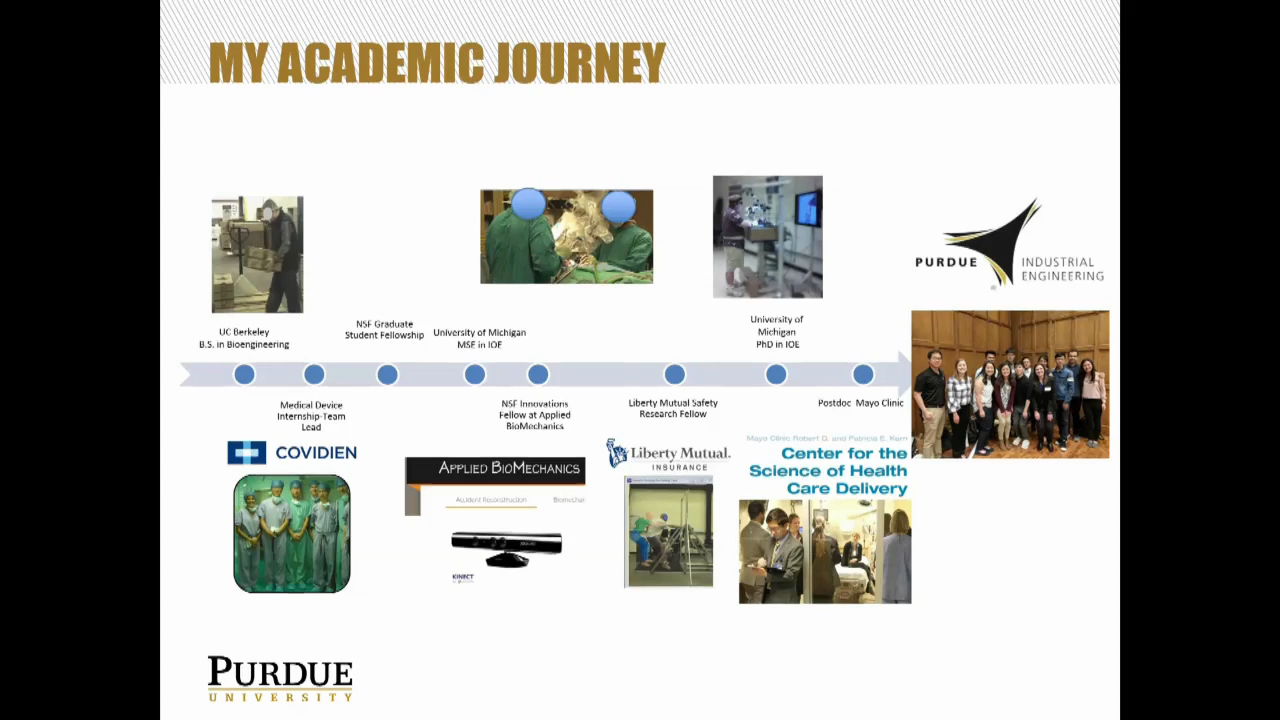 MY ACADEMIC JOURNEY
PURDUE
INDUSTRIAL
ENGINEERING
UC Berkeley
B.S. in Bioengineering
NSF Graduate
Student Fellowship
University of Michigan
MSE in IOE
University of
Michigan
PhD in IOE
Medical Device
Internship-Team
Lead
NSF Innovations
Fellow at Applied
BioMechanics
Liberty Mutual Safety
Research Fellow
Postdoc Mayo Clinic
COVIDIEN
APPLIED BIOMECHANICS
Accident Reconstruction
KINECT
Liberty Mutual.
INSURANCE
Mayo Clinic Robert D. and Patricia E. Kern
Center for the
Science of Health
Care Delivery
PURDUE
UNIVERSITY